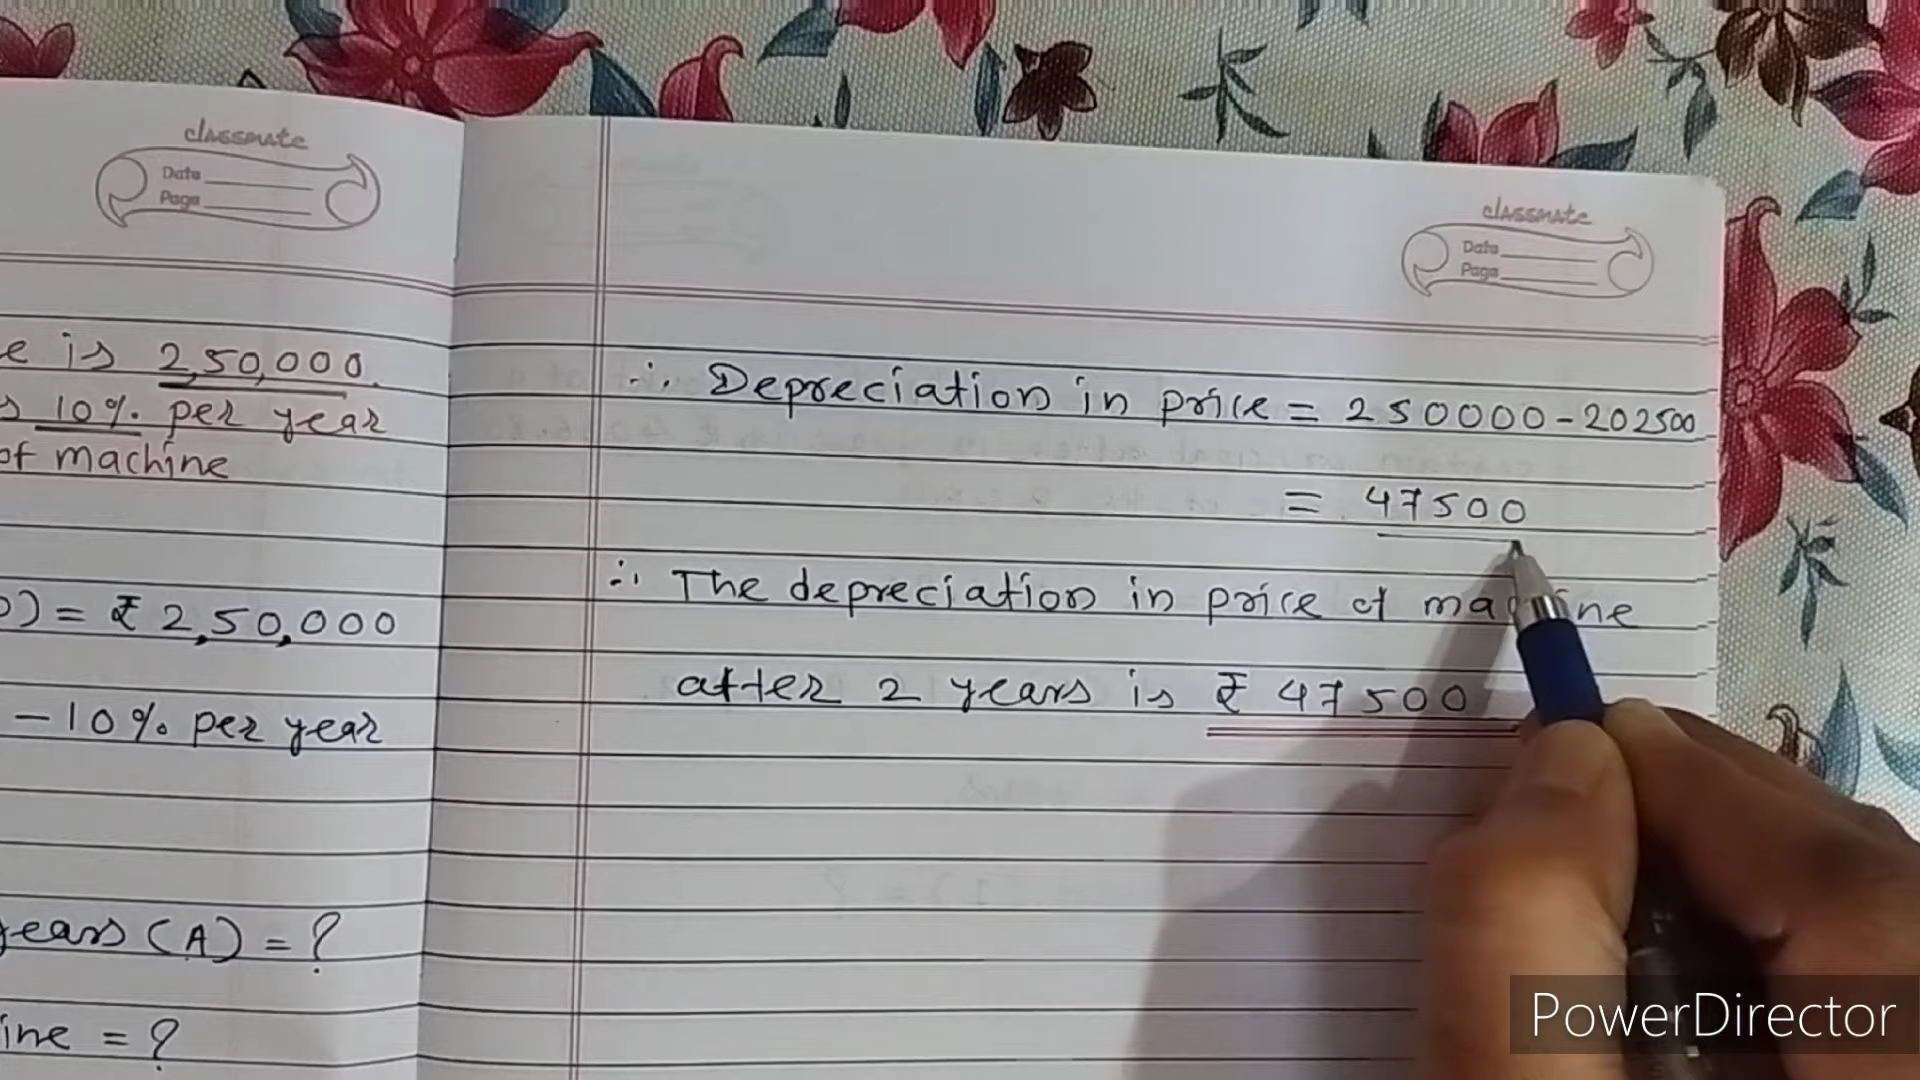 classmate
Date
Page
e is 2,50,000.
s 10% per year
of machine
) = ₹ 2,50,000
-10% per year
years (A) = ?
ine = ?
classmate
Date
Page
∴ Depreciation in price = 250000-202500
= 47500
∴ The depreciation in price of machine
after 2 years is ₹ 47500
PowerDirector